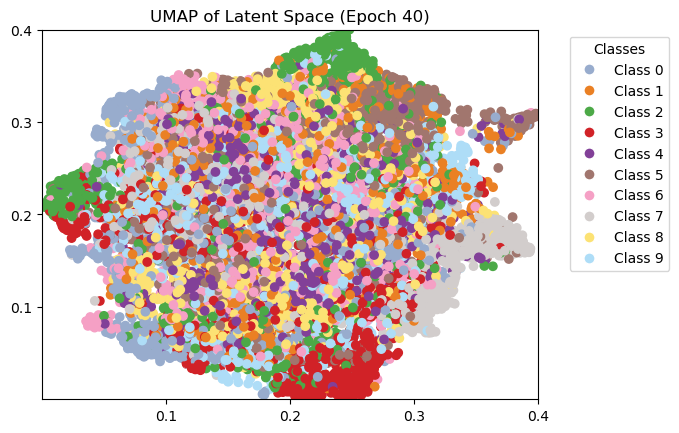 UMAP of Latent Space (Epoch 40)
0.4
0.3
0.2
0.1
0.1
0.2
0.3
0.4
Classes
Class 0
Class 1
Class 2
Class 3
Class 4
Class 5
Class 6
Class 7
Class 8
Class 9